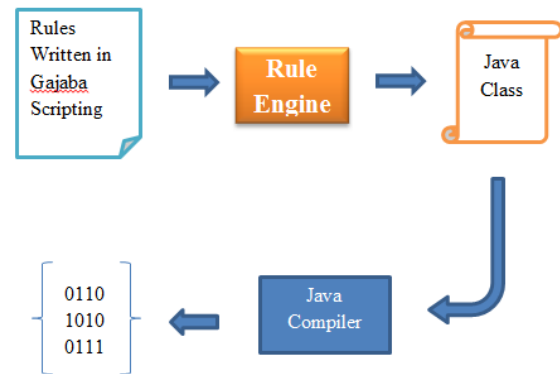 Rules
Written in
Gajaba
Scripting
Rule
Engine
Java
Class
Java
Compiler
0110
1010
0111